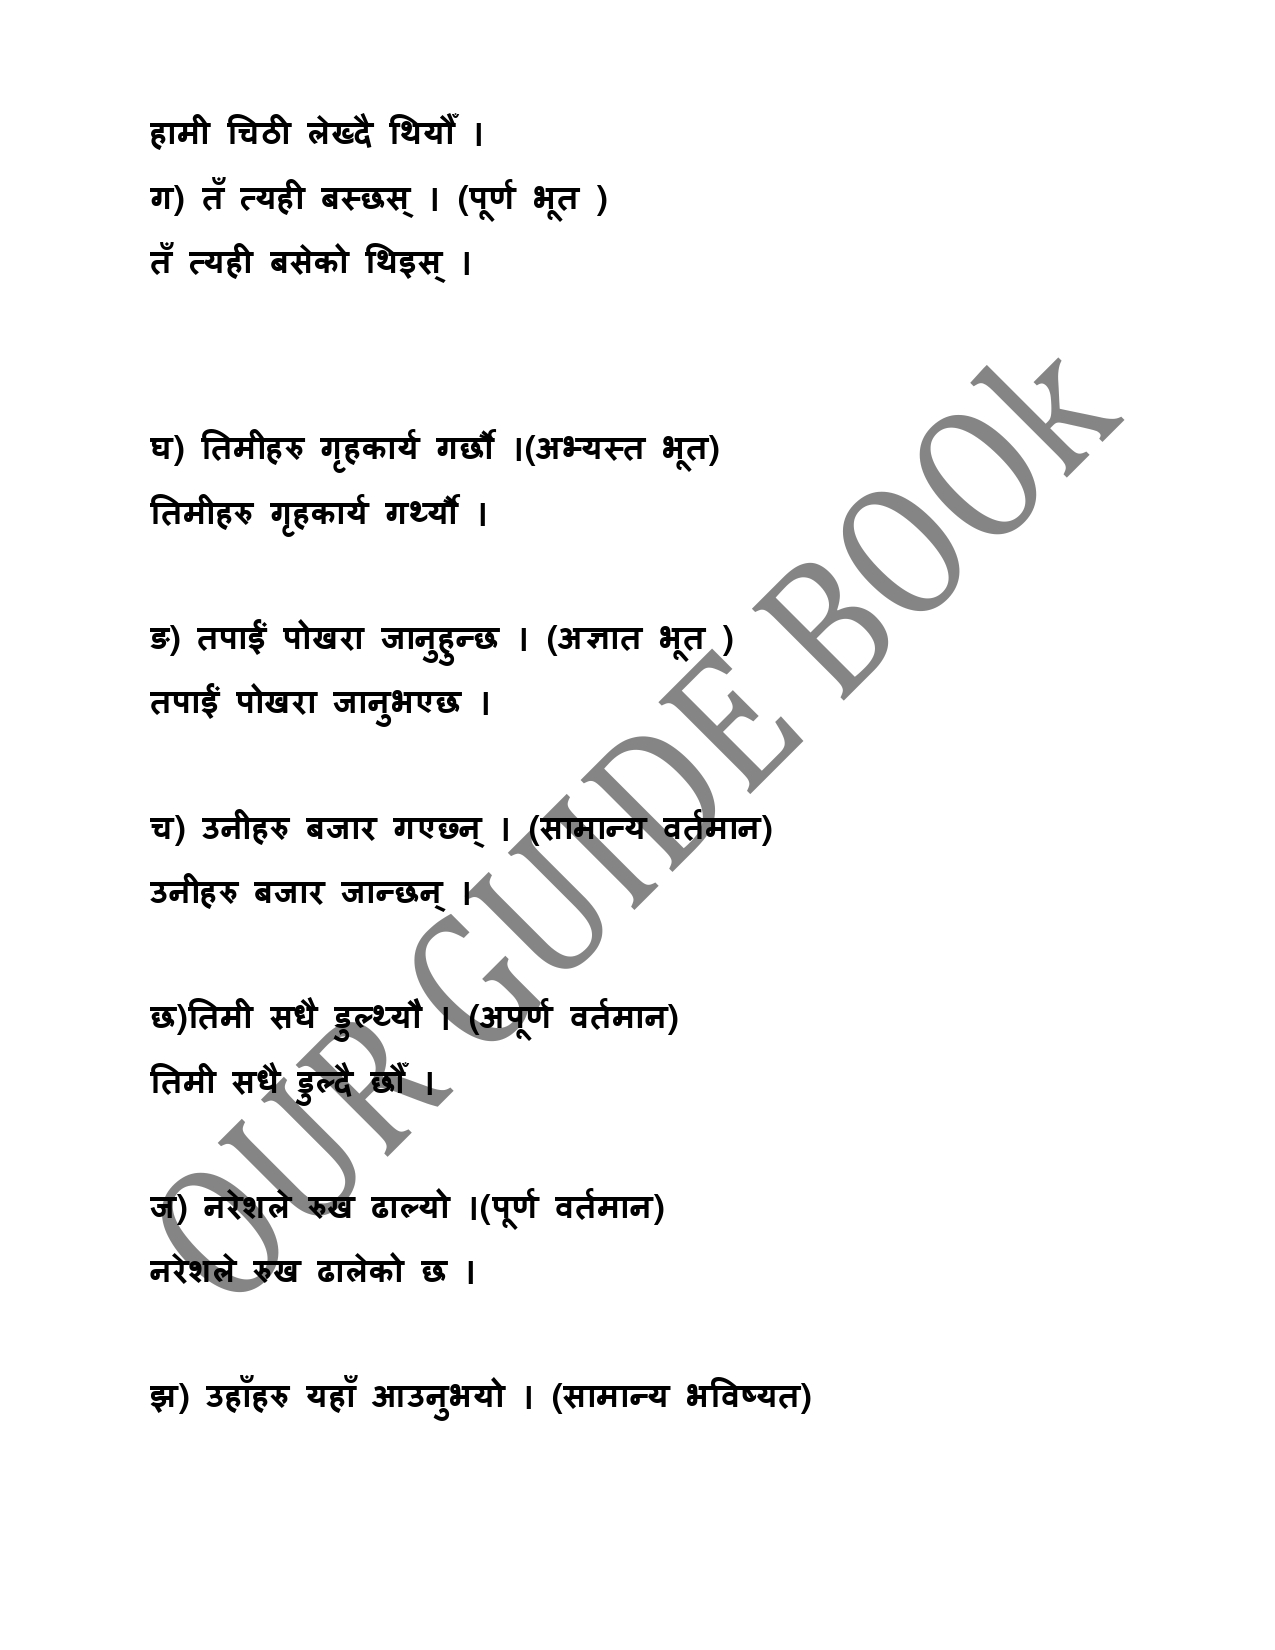 हामी चिठी लेख्दै थियौँ ।
ग) तँ त्यही बस्छस् । (पूर्ण भूत )
तँ त्यही बसेको थिइस् ।
घ) तिमीहरु गृहकार्य गर्छौ ।(अभ्यस्त भूत)
तिमीहरु गृहकार्य गर्थ्यौ ।
ङ) तपाईं पोखरा जानुहुन्छ । (अज्ञात भूत )
तपाईं पोखरा जानुभएछ ।
च) उनीहरु बजार गएछन् । (सामान्य वर्तमान)
उनीहरु बजार जान्छन् ।
छ)तिमी सधै डुल्थ्यौ । (अपूर्ण वर्तमान)
तिमी सधै डुल्दै छौँ ।
ज) नरेशले रुख ढाल्यो ।(पूर्ण वर्तमान)
नरेशले रुख ढालेको छ ।
झ) उहाँहरु यहाँ आउनुभयो । (सामान्य भविष्यत)
OUR GUIDE BOOk